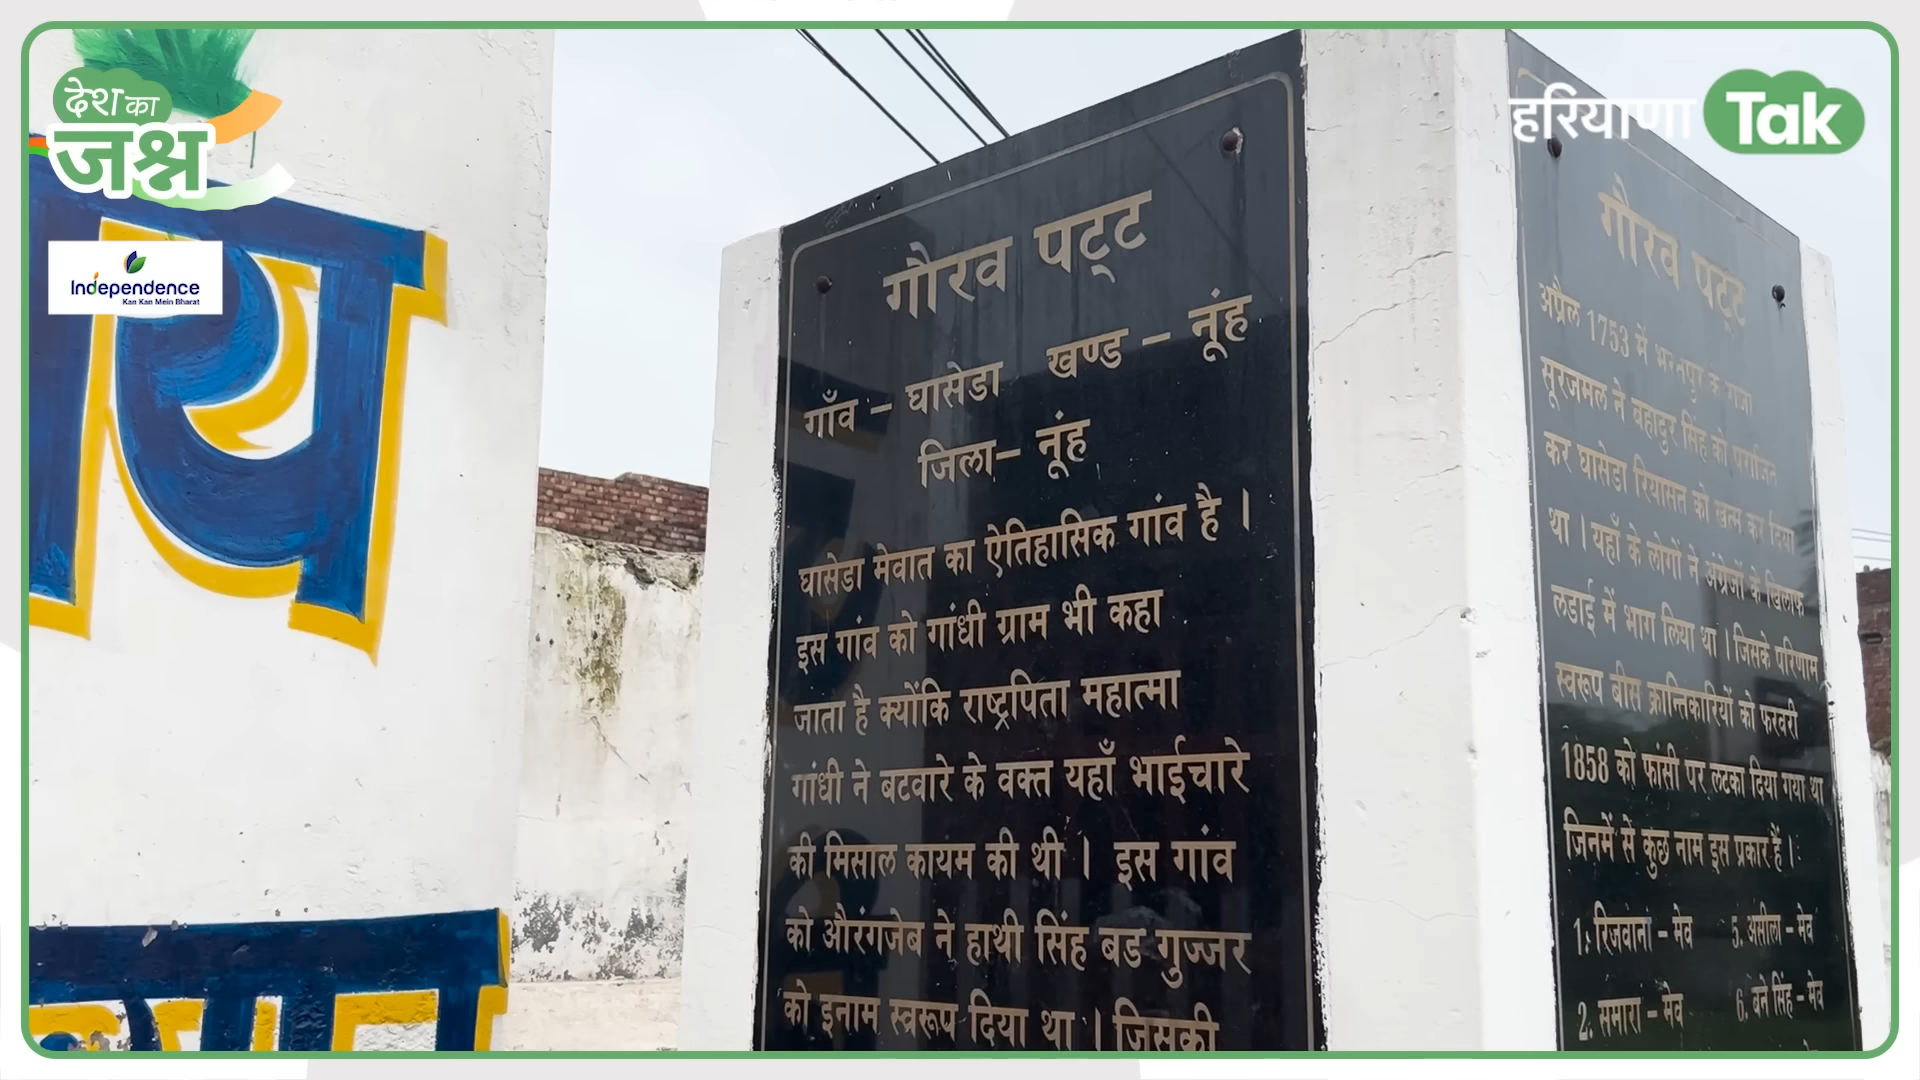 देश का
जश्न
Independence
Kan Kan Mein Bharat
हरियाणा Tak
य
गौरव पट्ट
गाँव – घासेडा खण्ड – नूंह
जिला– नूंह
घासेडा मेवात का ऐतिहासिक गांव है ।
इस गांव को गांधी ग्राम भी कहा
जाता है क्योंकि राष्ट्रपिता महात्मा
गांधी ने बटवारे के वक्त यहाँ भाईचारे
की मिसाल कायम की थी । इस गांव
को औरंगजेब ने हाथी सिंह बड गुज्जर
को इनाम स्वरूप दिया था । जिसकी
गौरव पट्ट
अप्रैल 1753 में भरतपुर के राजा
सूरजमल ने बहादुर सिंह को पराजित
कर घासेडा रियासत को खत्म कर दिया
था । यहाँ के लोगों ने अंग्रेजों के खिलाफ
लडाई में भाग लिया था । जिसके परिणाम
स्वरूप बीस क्रान्तिकारियों को फरवरी
1858 को फांसी पर लटका दिया गया था
जिनमें से कुछ नाम इस प्रकार हैं ।
1. रिजवाना – मेव 5. असीला – मेव
2. समारा – मेव 6. बने सिंह – मेव